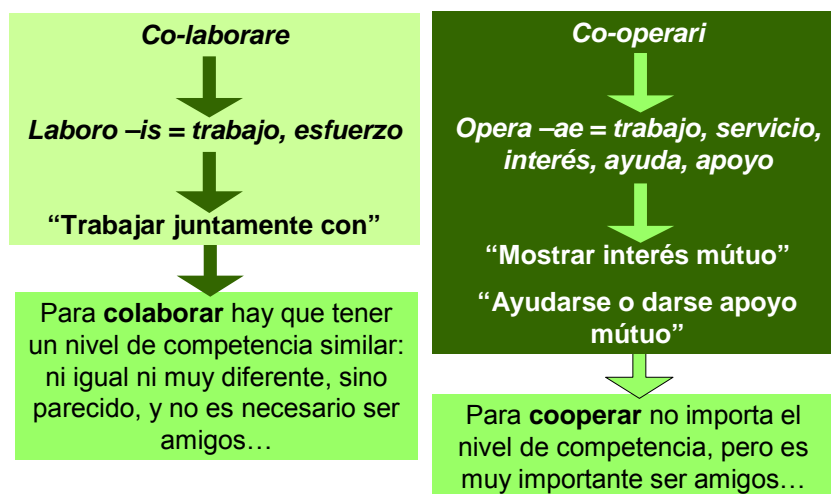 Co-laborare
Laboro –is = trabajo, esfuerzo
“Trabajar juntamente con”
Para colaborar hay que tener
un nivel de competencia similar:
ni igual ni muy diferente, sino
parecido, y no es necesario ser
amigos…
Co-operari
Opera –ae = trabajo, servicio,
interés, ayuda, apoyo
“Mostrar interés mútuo”
“Ayudarse o darse apoyo
mútuo”
Para cooperar no importa el
nivel de competencia, pero es
muy importante ser amigos…